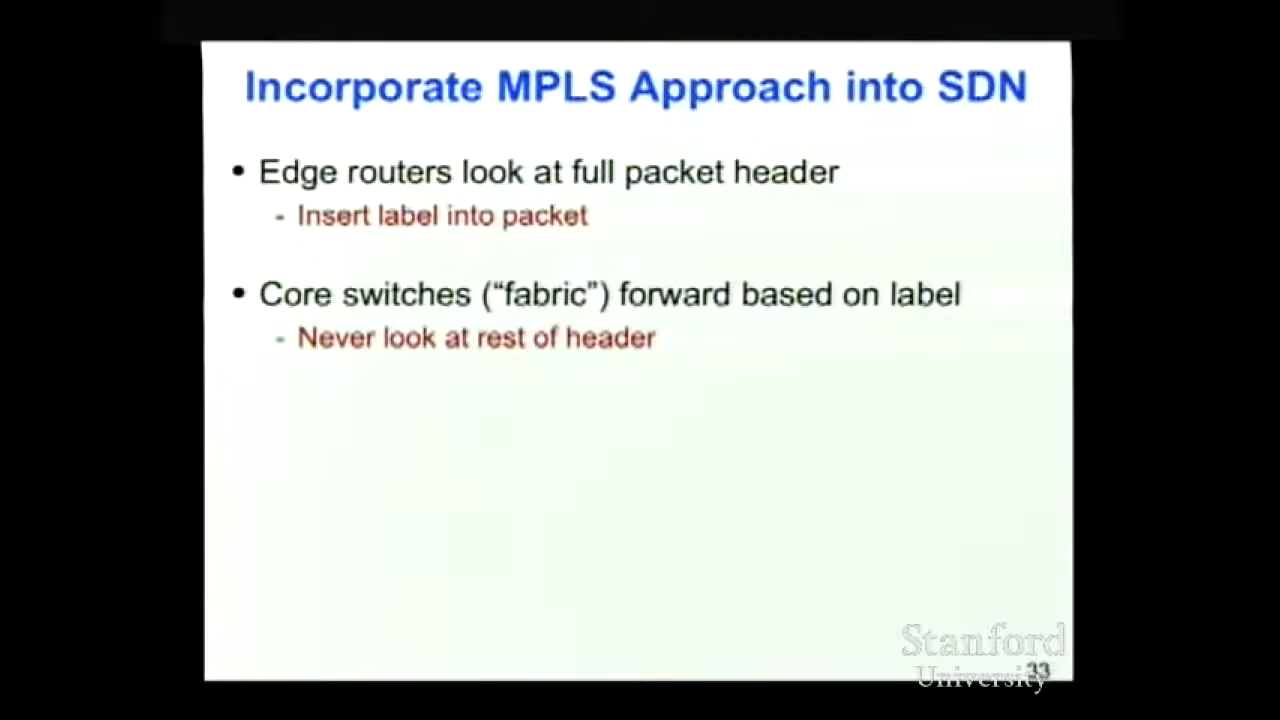 Incorporate MPLS Approach into SDN
• Edge routers look at full packet header
- Insert label into packet
• Core switches (“fabric”) forward based on label
- Never look at rest of header
Stanford
University
33